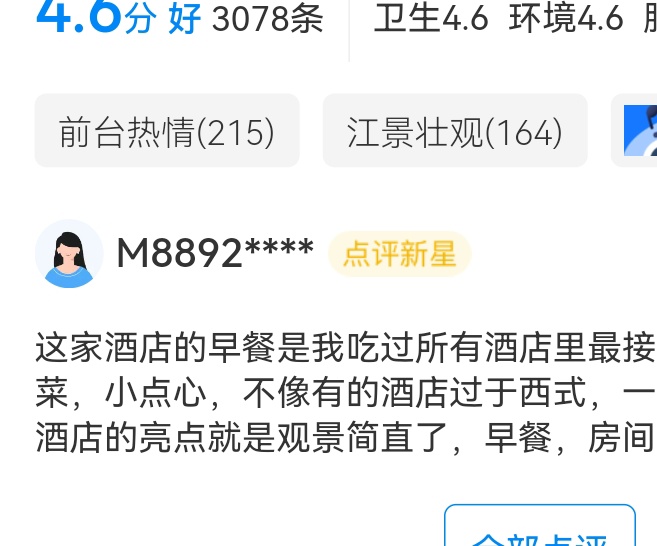 4.6分 好 3078条 卫生4.6 环境4.6
前台热情(215) 江景壮观(164)
M8892**** 点评新星
这家酒店的早餐是我吃过所有酒店里最接
菜，小点心，不像有的酒店过于西式，一
酒店的亮点就是观景简直了，早餐，房间
全部点评